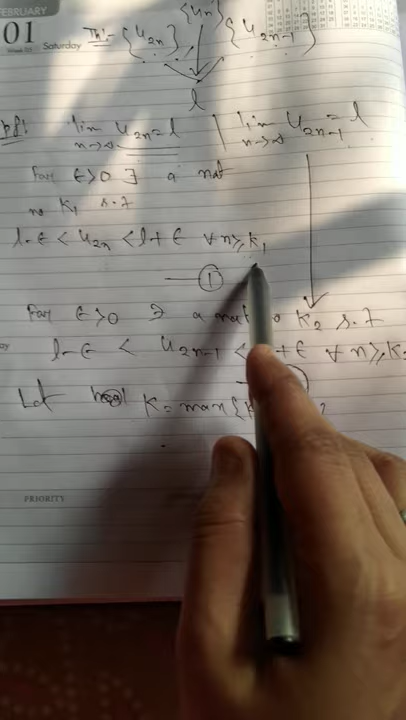 FEBRUARY
01
Saturday
Th:- {U2n} {Un} {U2n-1}
l
lim n→∞ U2n = l | lim n→∞ U2n-1 = l
For ε>0 ∃ a nat
no K1 s.t
l-ε < U2n < l+ε ∀ n≥K1
—①
For ε>0 ∃ a nat K2 s.t
l-ε < U2n-1 < +ε ∀ n≥K
Let K = max{K
PRIORITY